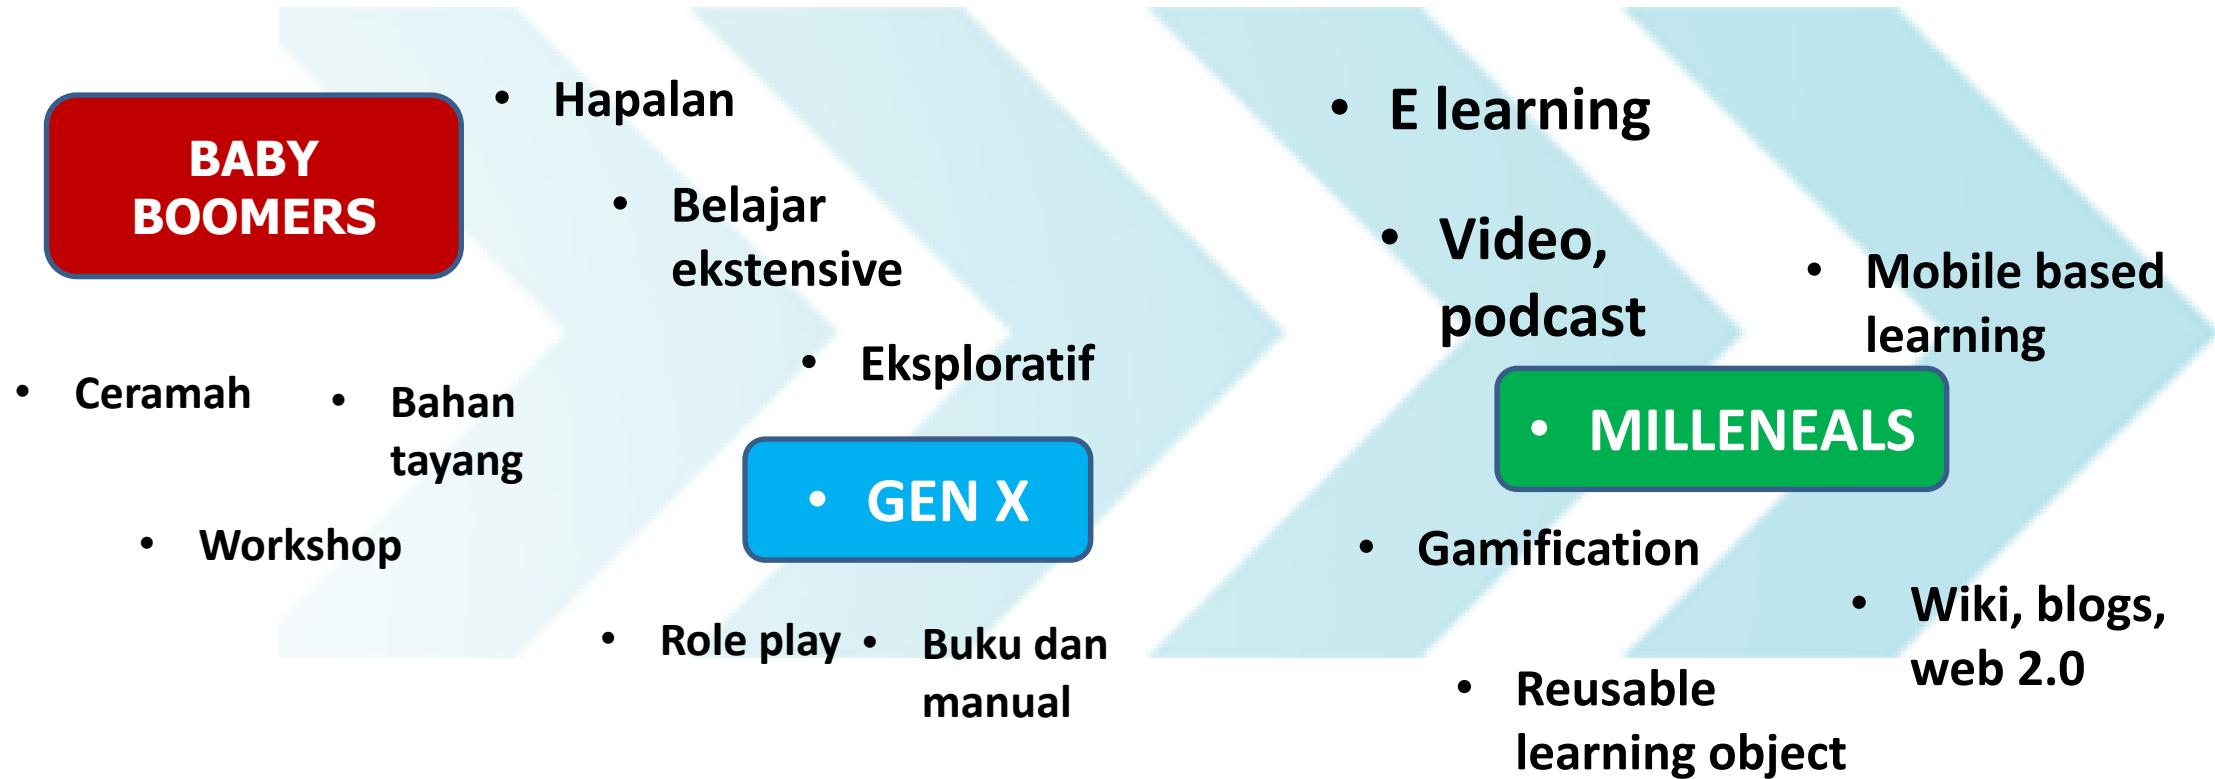 BABY
BOOMERS
• Ceramah
• Bahan
tayang
• Workshop
• Hapalan
• Belajar
ekstensive
• Eksploratif
• GEN X
• Role play
• Buku dan
manual
• E learning
• Video,
podcast
• Mobile based
learning
• MILLENEALS
• Gamification
• Wiki, blogs,
web 2.0
• Reusable
learning object